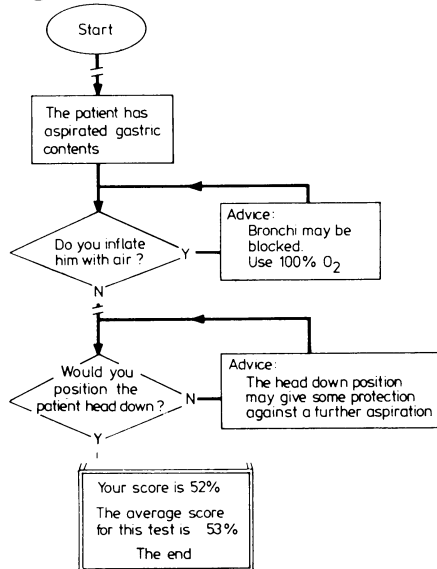 Start
The patient has
aspirated gastric
contents
Do you inflate
him with air ?
Y
N
Advice:
Bronchi may be
blocked.
Use 100% O2
Would you
position the
patient head down ?
N
Y
Advice:
The head down position
may give some protection
against a further aspiration
Your score is 52%
The average score
for this test is 53%
The end